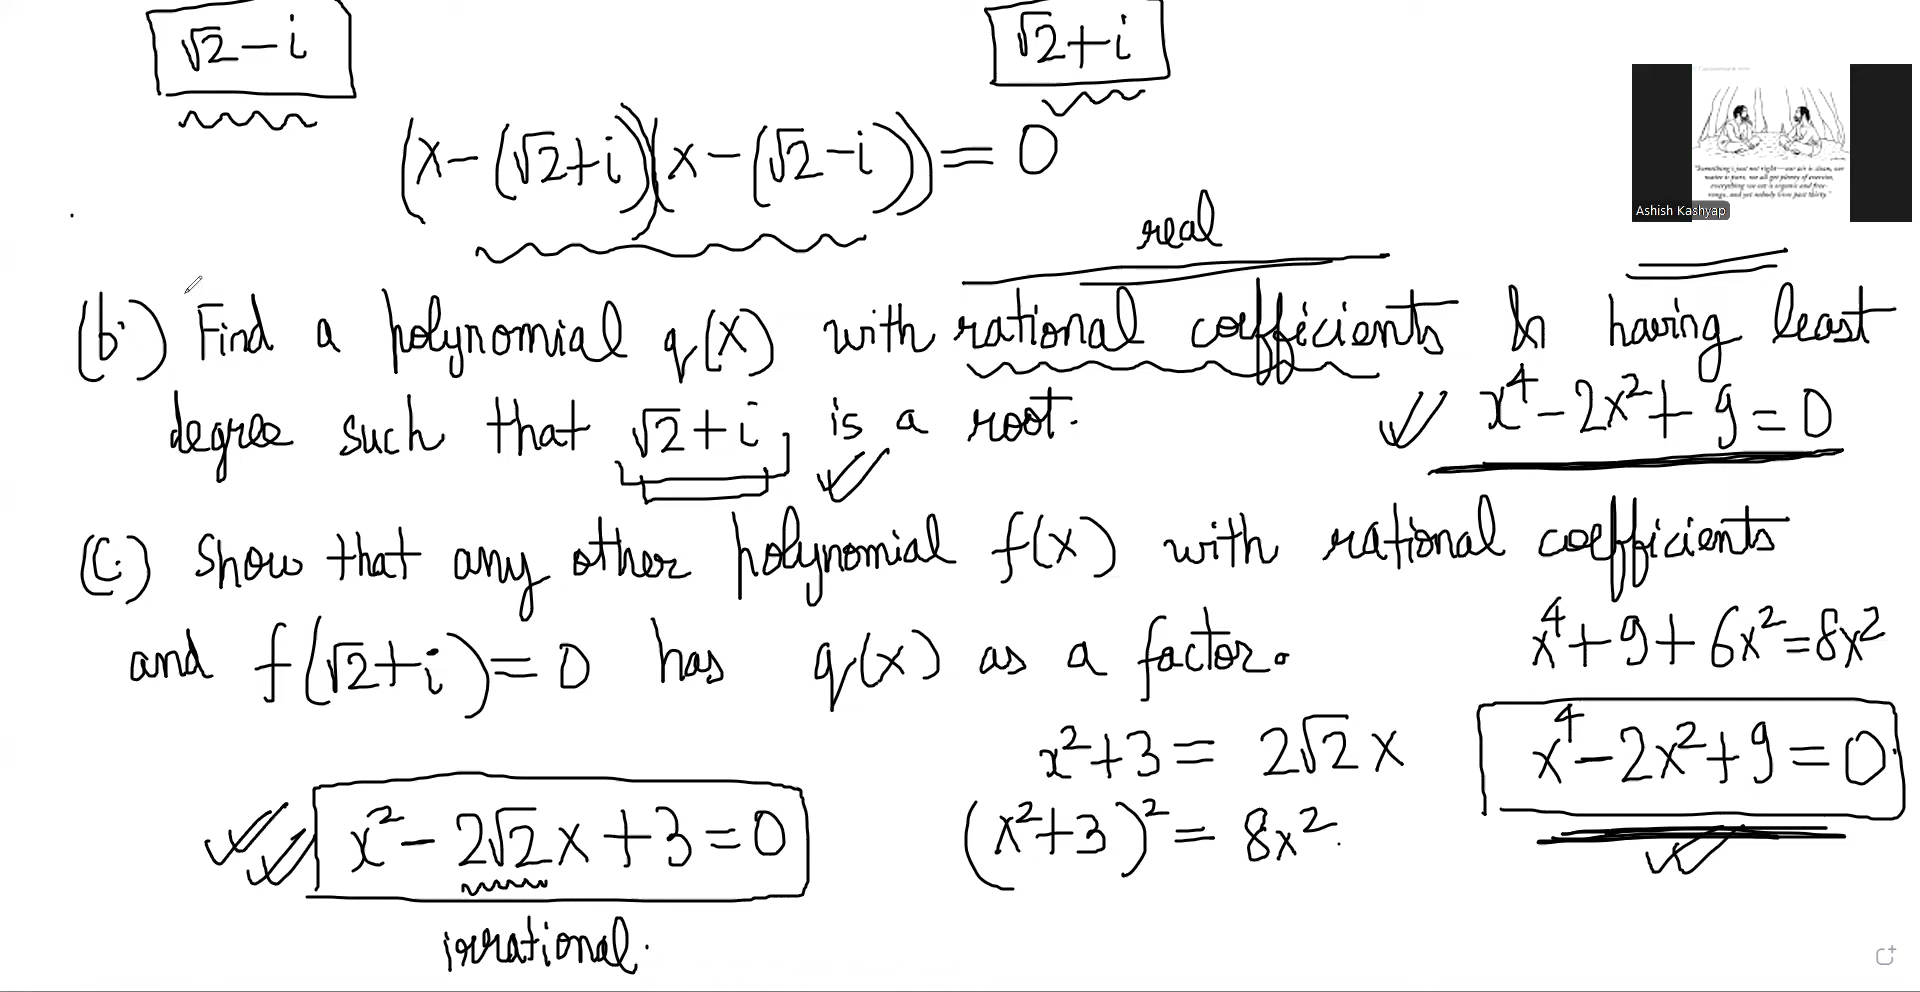 √2 − i
√2 + i
(x − (√2 + i))(x − (√2 − i)) = 0
Ashish Kashyap
real
(b) Find a polynomial q(x) with rational coefficients & having least
degree such that √2 + i is a root.
x⁴ − 2x² + 9 = 0
(c) Show that any other polynomial f(x) with rational coefficients
and f(√2 + i) = 0 has q(x) as a factor.
x⁴ + 9 + 6x² = 8x²
x² + 3 = 2√2 x
x⁴ − 2x² + 9 = 0
x² − 2√2 x + 3 = 0
(x² + 3)² = 8x²
irrational.